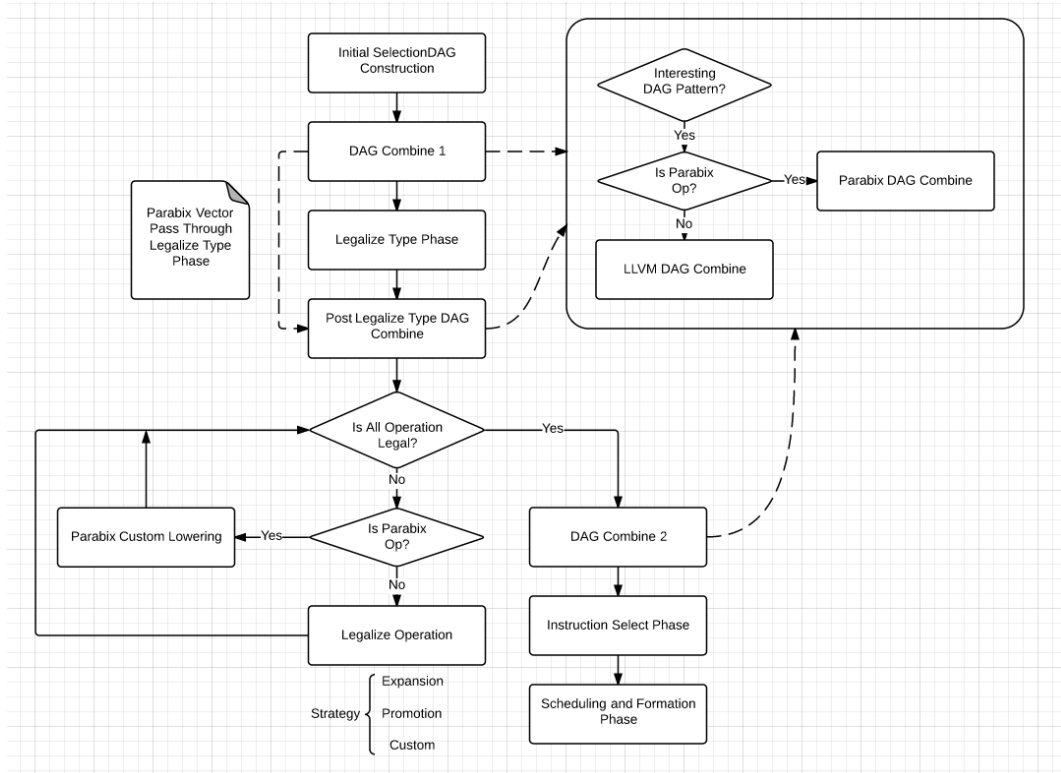 Initial SelectionDAG
Construction
DAG Combine 1
Parabix Vector
Pass Through
Legalize Type
Phase
Legalize Type Phase
Post Legalize Type DAG
Combine
Interesting
DAG Pattern?
Yes
Is Parabix
Op?
Yes
Parabix DAG Combine
No
LLVM DAG Combine
Is All Operation
Legal?
Yes
No
Is Parabix
Op?
Yes
Parabix Custom Lowering
No
Legalize Operation
Strategy
Expansion
Promotion
Custom
DAG Combine 2
Instruction Select Phase
Scheduling and Formation
Phase